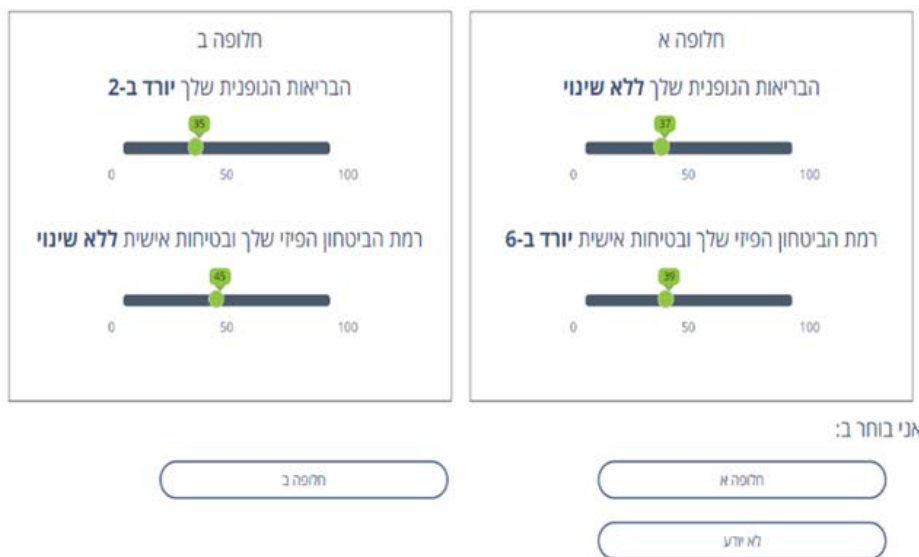 חלופה א
הבריאות הגופנית שלך ללא שינוי
37
0 50 100
רמת הביטחון הפיזי שלך ובטיחות אישית יורד ב-6
39
0 50 100
חלופה ב
הבריאות הגופנית שלך יורד ב-2
35
0 50 100
רמת הביטחון הפיזי שלך ובטיחות אישית ללא שינוי
45
0 50 100
אני בוחר ב:
חלופה א
חלופה ב
לא יודע